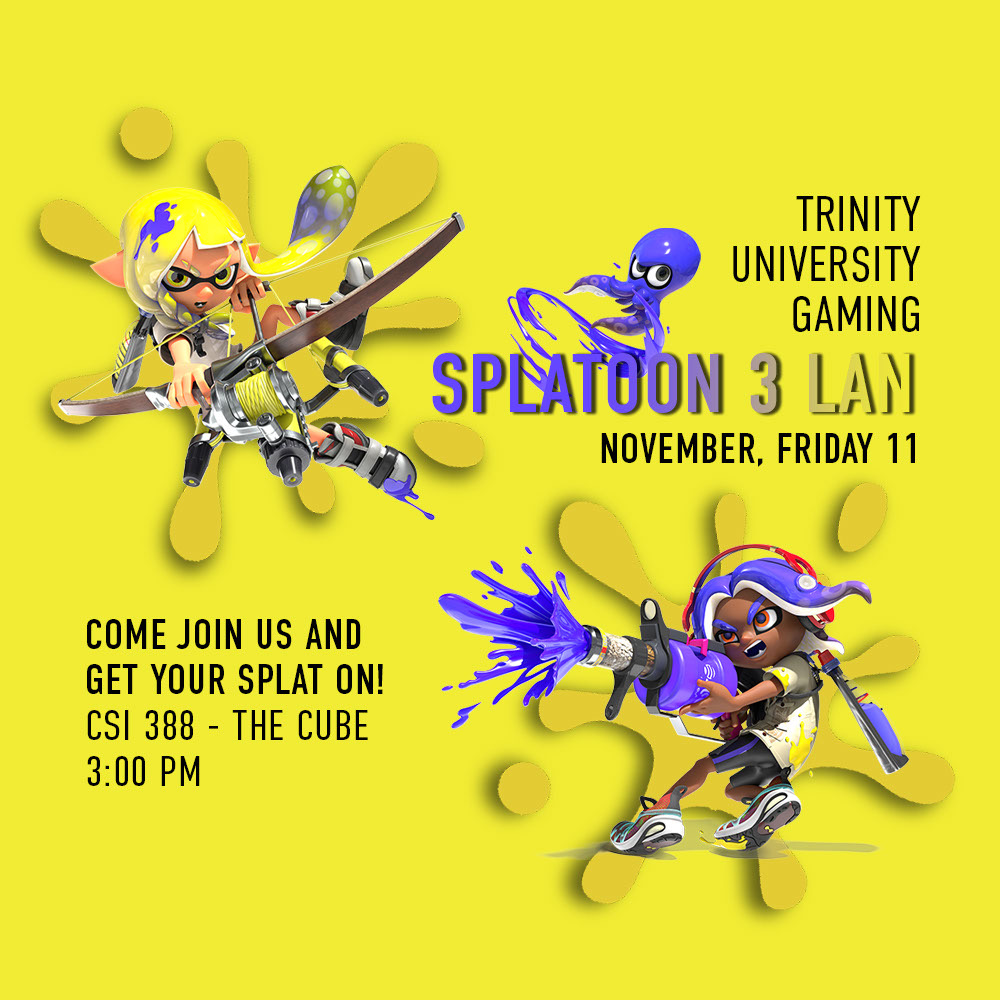 TRINITY
UNIVERSITY
GAMING
SPLATOON 3 LAN
NOVEMBER, FRIDAY 11
COME JOIN US AND
GET YOUR SPLAT ON!
CSI 388 - THE CUBE
3:00 PM